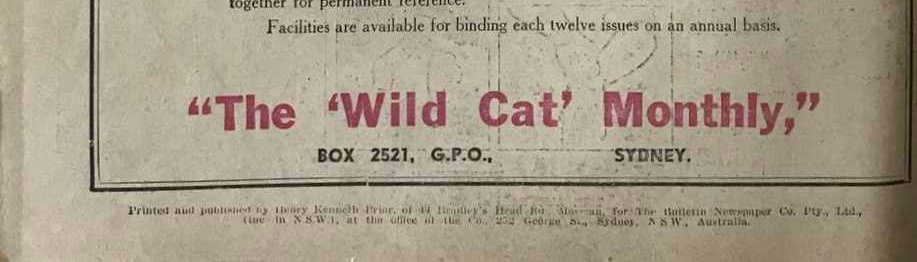 together for permanent reference.
Facilities are available for binding each twelve issues on an annual basis.
"The 'Wild Cat' Monthly,"
BOX 2521, G.P.O., SYDNEY.
Printed and published by Henry Kenneth Prior, of 44 Bradley's Head Rd. Mosman, for The Bulletin Newspaper Co. Pty., Ltd.,
(inc in N.S.W.), at the office of the Co., 252 George St., Sydney, N.S.W., Australia.